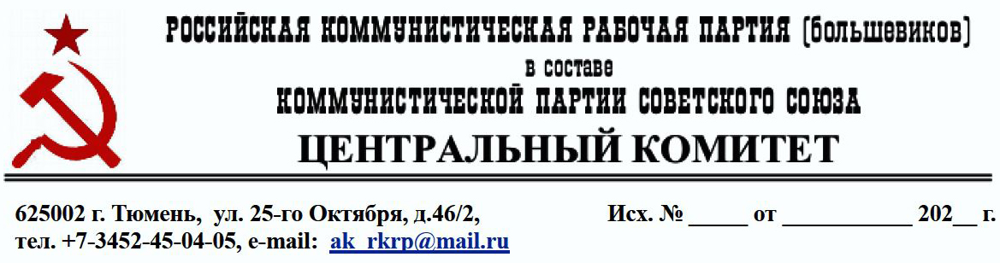 РОССИЙСКАЯ КОММУНИСТИЧЕСКАЯ РАБОЧАЯ ПАРТИЯ (большевиков)
в составе
КОММУНИСТИЧЕСКОЙ ПАРТИИ СОВЕТСКОГО СОЮЗА
ЦЕНТРАЛЬНЫЙ КОМИТЕТ
625002 г. Тюмень, ул. 25-го Октября, д.46/2, Исх. № _____ от ___________ 202__ г.
тел. +7-3452-45-04-05, e-mail: ak_rkrp@mail.ru